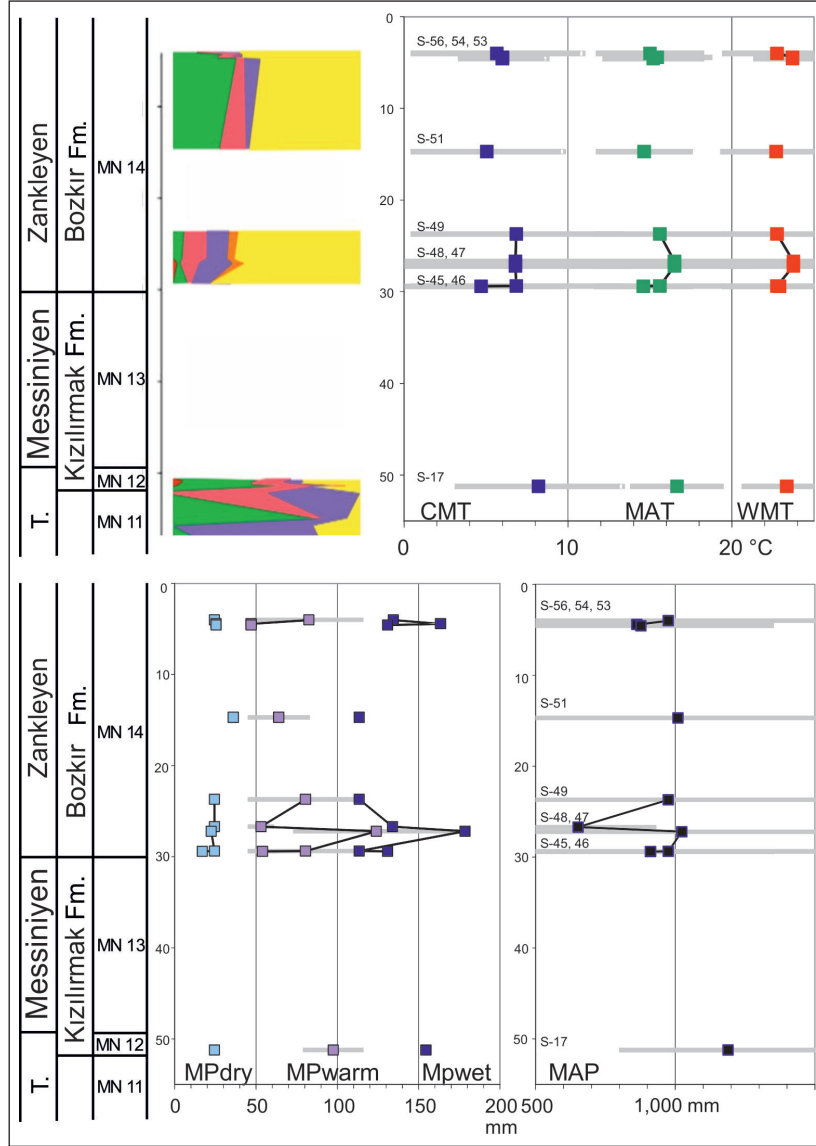 Zankleyen
Bozkır Fm.
MN 14
Messiniyen
Kızılırmak Fm.
MN 13
MN 12
T.
MN 11
0
10
20
30
40
50
S-56, 54, 53
S-51
S-49
S-48, 47
S-45, 46
S-17
CMT
MAT
WMT
0
10
20 °C
Zankleyen
Bozkır Fm.
MN 14
Messiniyen
Kızılırmak Fm.
MN 13
MN 12
T.
MN 11
0
10
20
30
40
50
MPdry
MPwarm
Mpwet
0
50
100
150
200
mm
0
10
20
30
40
50
S-56, 54, 53
S-51
S-49
S-48, 47
S-45, 46
S-17
MAP
500
1,000 mm